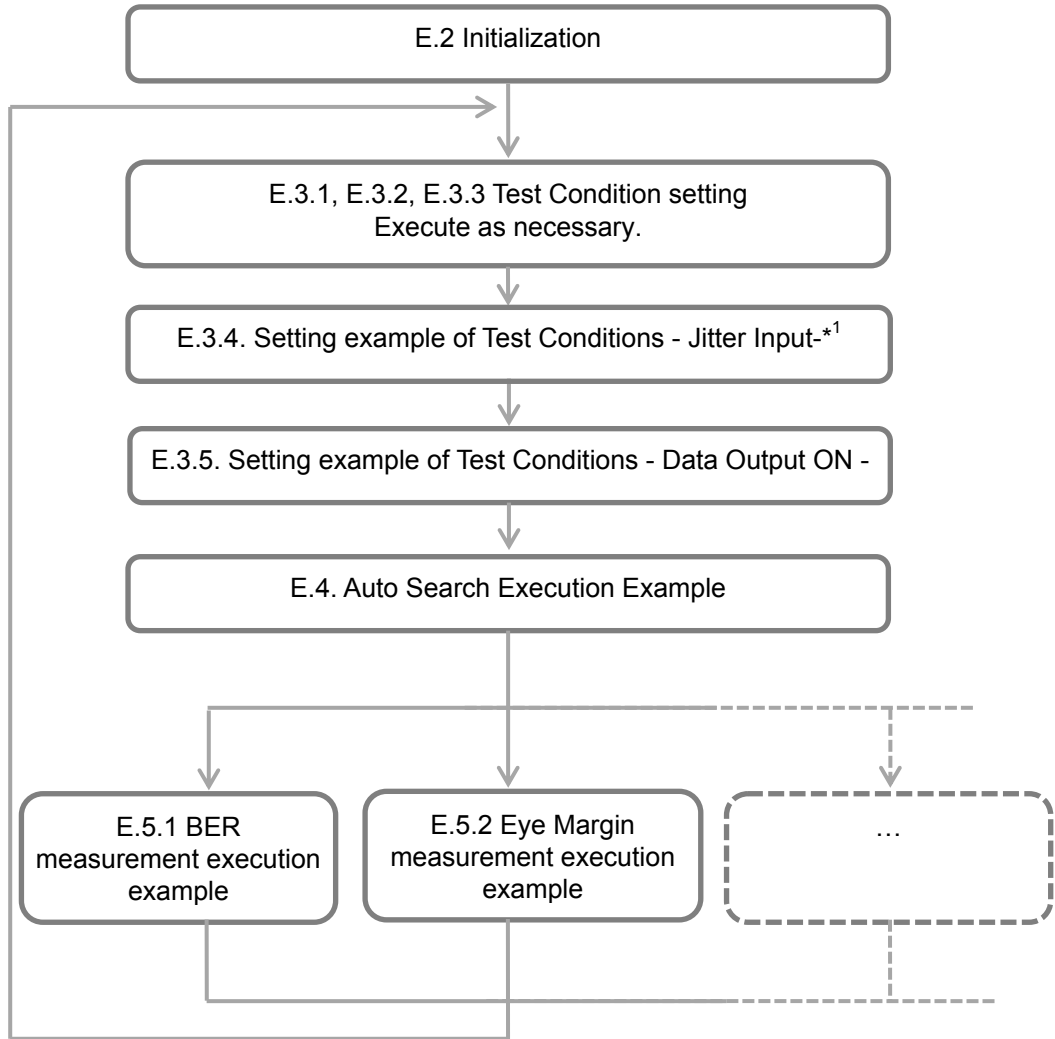 E.2 Initialization
E.3.1, E.3.2, E.3.3 Test Condition setting
Execute as necessary.
E.3.4. Setting example of Test Conditions - Jitter Input-*1
E.3.5. Setting example of Test Conditions - Data Output ON -
E.4. Auto Search Execution Example
E.5.1 BER
measurement execution
example
E.5.2 Eye Margin
measurement execution
example
…